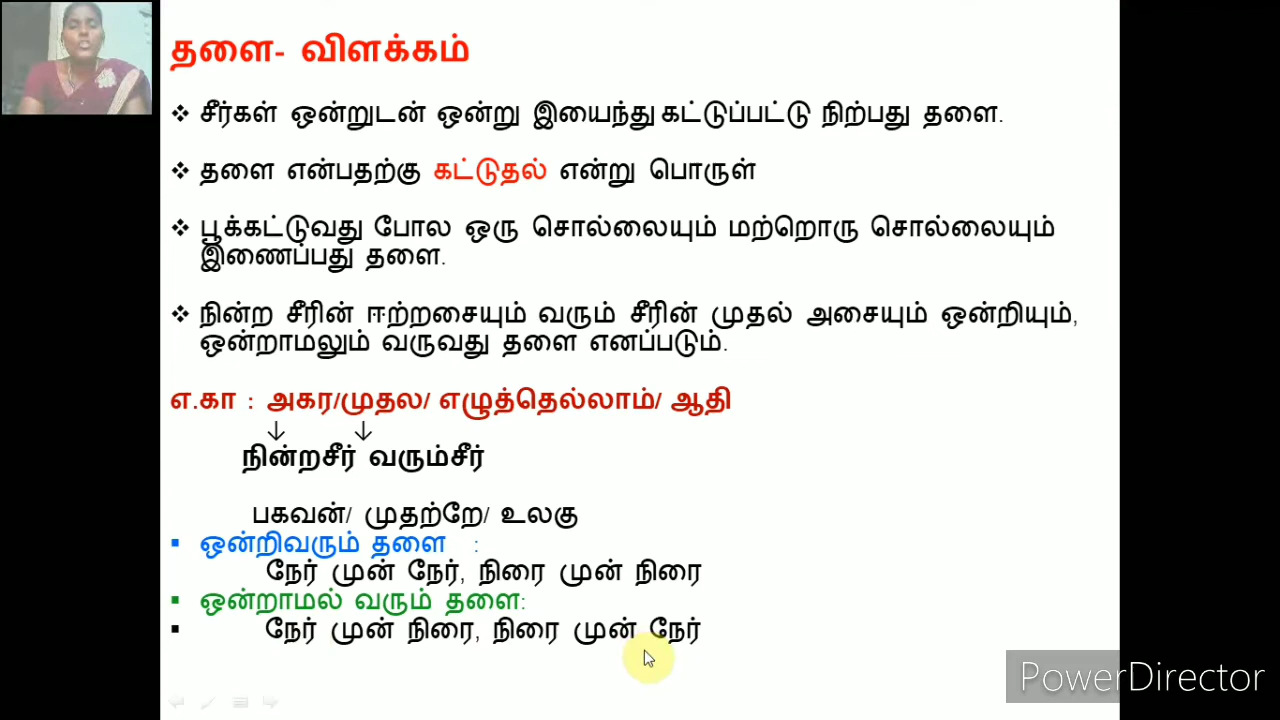 தளை- விளக்கம்
❖ சீர்கள் ஒன்றுடன் ஒன்று இயைந்து கட்டுப்பட்டு நிற்பது தளை.
❖ தளை என்பதற்கு கட்டுதல் என்று பொருள்
❖ பூக்கட்டுவது போல ஒரு சொல்லையும் மற்றொரு சொல்லையும்
இணைப்பது தளை.
❖ நின்ற சீரின் ஈற்றசையும் வரும் சீரின் முதல் அசையும் ஒன்றியும்,
ஒன்றாமலும் வருவது தளை எனப்படும்.
எ.கா : அகர/முதல/ எழுத்தெல்லாம்/ ஆதி
↓ ↓
நின்றசீர் வரும்சீர்
பகவன்/ முதற்றே/ உலகு
▪ ஒன்றிவரும் தளை :
நேர் முன் நேர், நிரை முன் நிரை
▪ ஒன்றாமல் வரும் தளை:
▪ நேர் முன் நிரை, நிரை முன் நேர்
PowerDirector